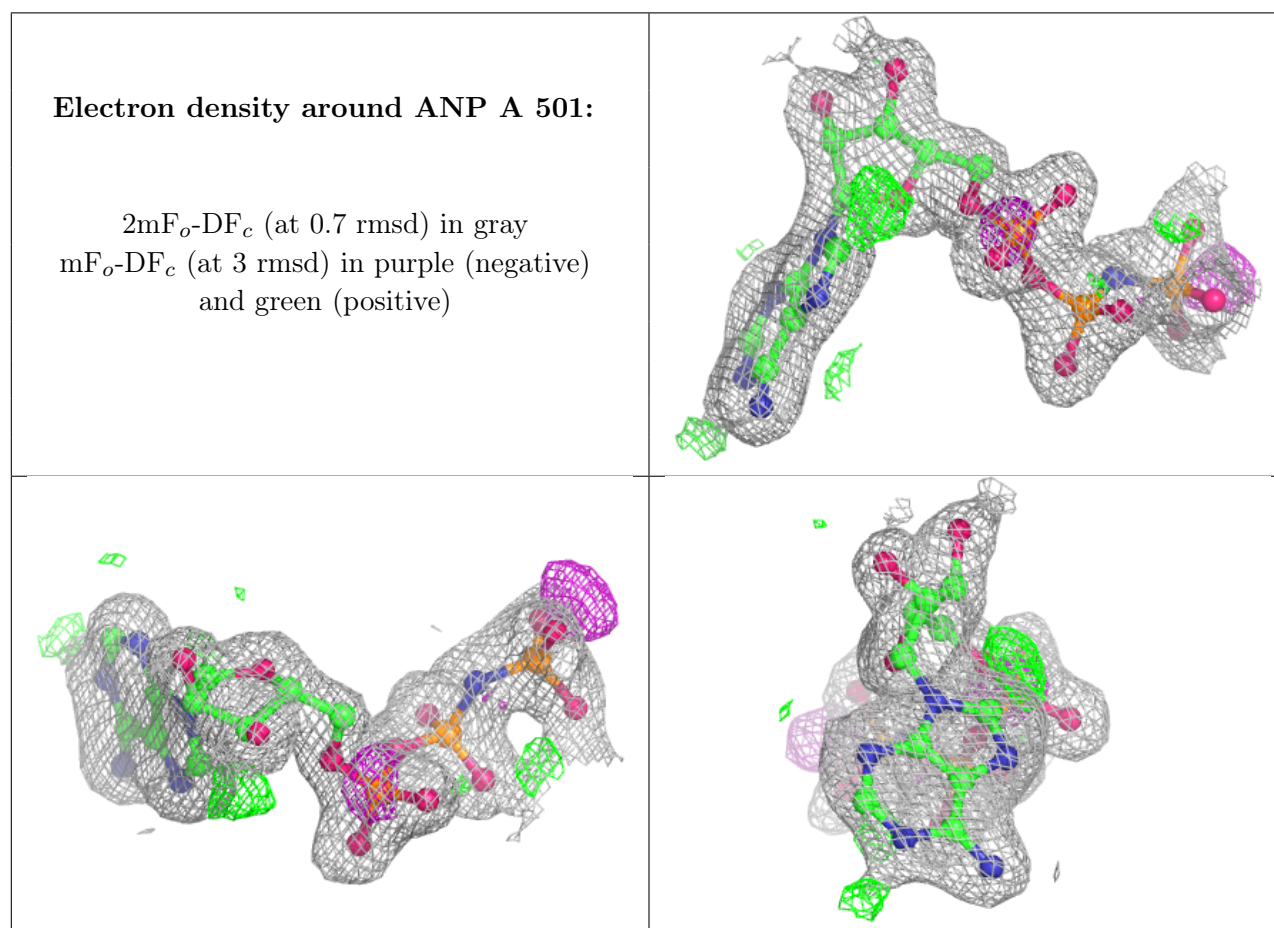 Electron density around ANP A 501:
2mFo-DFc (at 0.7 rmsd) in gray
mFo-DFc (at 3 rmsd) in purple (negative)
and green (positive)